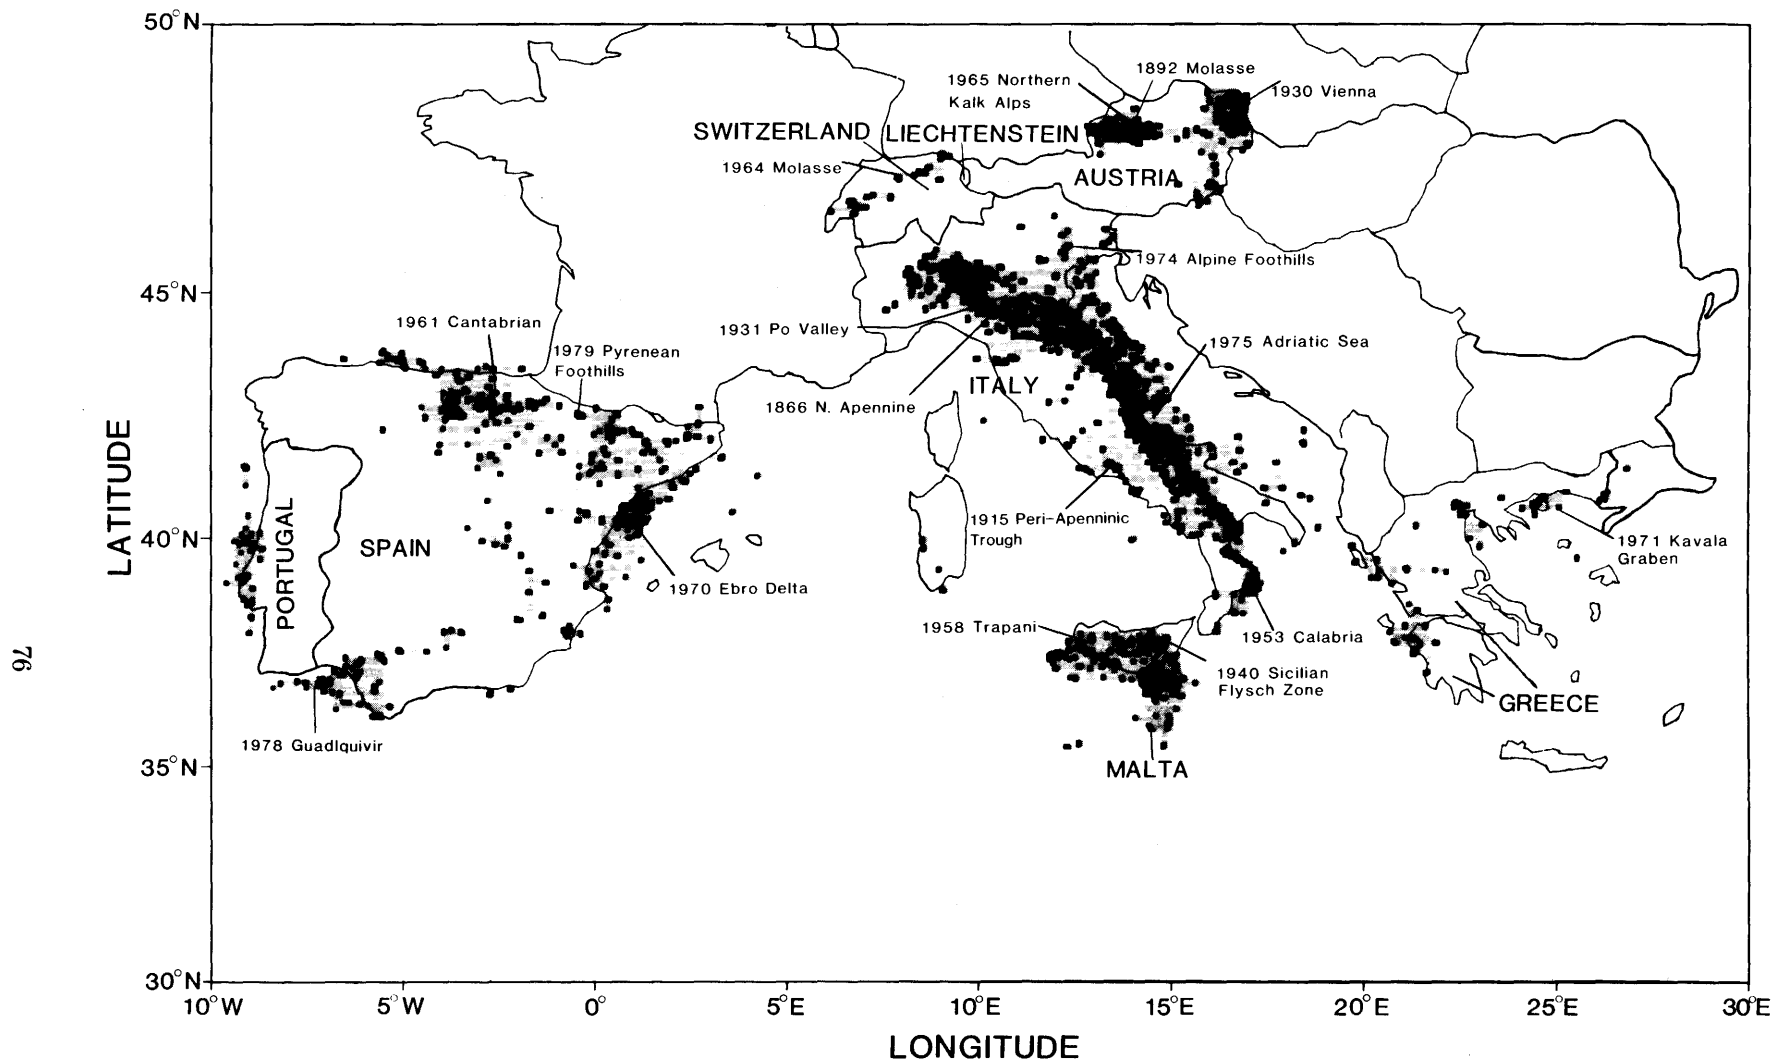 50°N
45°N
40°N
35°N
30°N
LATITUDE
76
1965 Northern
Kalk Alps
1892 Molasse
1930 Vienna
SWITZERLAND
LIECHTENSTEIN
1964 Molasse
AUSTRIA
1974 Alpine Foothills
1961 Cantabrian
1931 Po Valley
1979 Pyrenean
Foothills
1975 Adriatic Sea
ITALY
1866 N. Apennine
PORTUGAL
SPAIN
1915 Peri-Apenninic
Trough
1971 Kavala
Graben
1970 Ebro Delta
1958 Trapani
1953 Calabria
1940 Sicilian
Flysch Zone
GREECE
1978 Guadlquivir
MALTA
10°W
5°W
0°
5°E
10°E
15°E
20°E
25°E
30°E
LONGITUDE